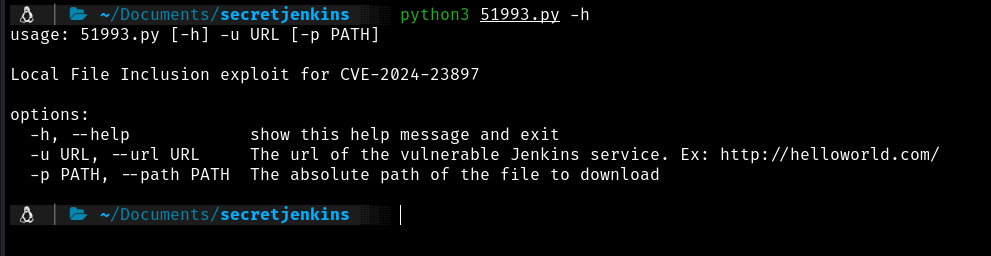 ~/Documents/secretjenkins python3 51993.py -h
usage: 51993.py [-h] -u URL [-p PATH]
Local File Inclusion exploit for CVE-2024-23897
options:
-h, --help show this help message and exit
-u URL, --url URL The url of the vulnerable Jenkins service. Ex: http://helloworld.com/
-p PATH, --path PATH The absolute path of the file to download
~/Documents/secretjenkins